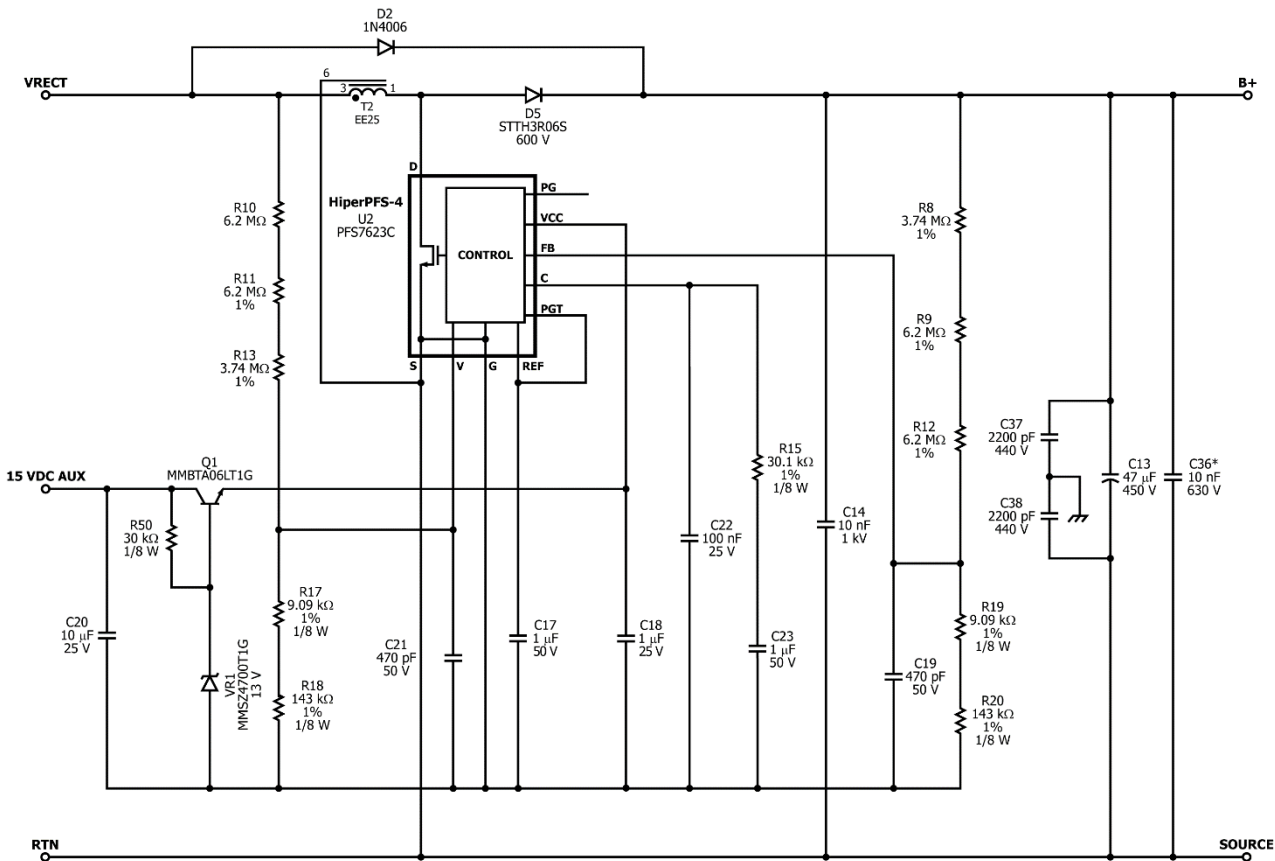 D2
1N4006
VRECT
6
3
1
T2
EE25
D5
STTH3R06S
600 V
B+
D
HiperPFS-4
U2
PFS7623C
CONTROL
PG
VCC
FB
C
PGT
S
V
G
REF
R10
6.2 MΩ
R11
6.2 MΩ
1%
R13
3.74 MΩ
1%
R8
3.74 MΩ
1%
R9
6.2 MΩ
1%
R12
6.2 MΩ
1%
15 VDC AUX
Q1
MMBTA06LT1G
R50
30 kΩ
1/8 W
C20
10 µF
25 V
VR1
MMSZ4700T1G
13 V
R17
9.09 kΩ
1%
1/8 W
R18
143 kΩ
1%
1/8 W
C21
470 pF
50 V
C17
1 µF
50 V
C18
1 µF
25 V
C22
100 nF
25 V
R15
30.1 kΩ
1%
1/8 W
C23
1 µF
50 V
C14
10 nF
1 kV
C19
470 pF
50 V
R19
9.09 kΩ
1%
1/8 W
R20
143 kΩ
1%
1/8 W
C37
2200 pF
440 V
C38
2200 pF
440 V
C13
47 µF
450 V
C36*
10 nF
630 V
RTN
SOURCE